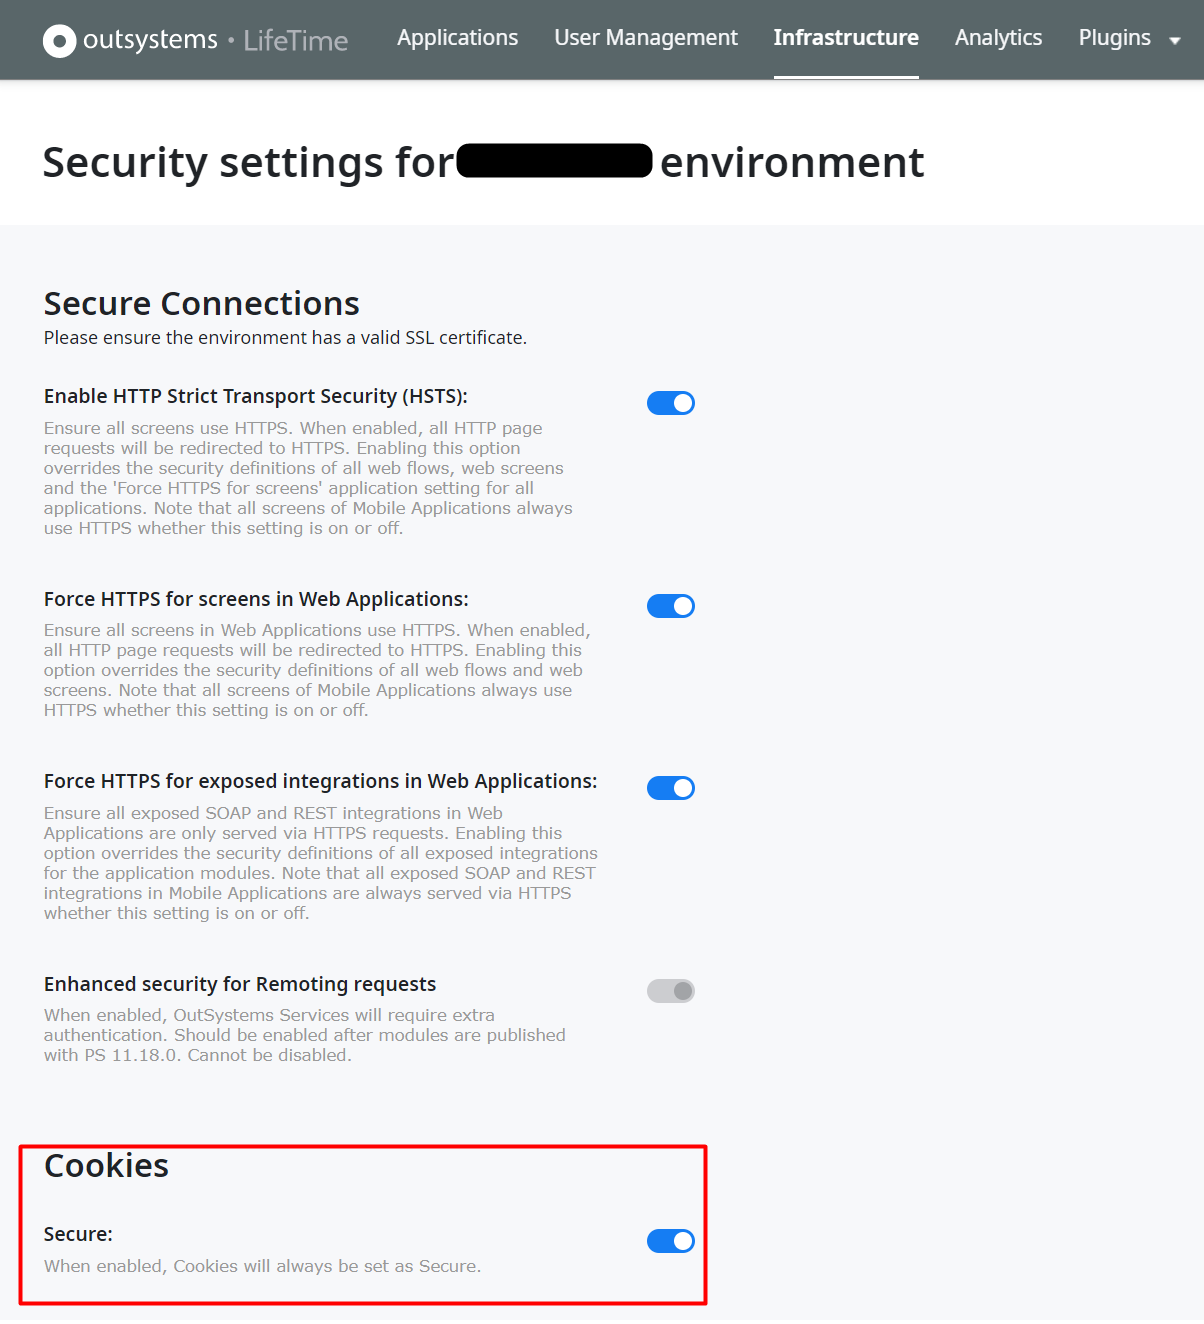 outsystems • LifeTime Applications User Management Infrastructure Analytics Plugins
Security settings for environment
Secure Connections
Please ensure the environment has a valid SSL certificate.
Enable HTTP Strict Transport Security (HSTS):
Ensure all screens use HTTPS. When enabled, all HTTP page
requests will be redirected to HTTPS. Enabling this option
overrides the security definitions of all web flows, web screens
and the 'Force HTTPS for screens' application setting for all
applications. Note that all screens of Mobile Applications always
use HTTPS whether this setting is on or off.
Force HTTPS for screens in Web Applications:
Ensure all screens in Web Applications use HTTPS. When enabled,
all HTTP page requests will be redirected to HTTPS. Enabling this
option overrides the security definitions of all web flows and web
screens. Note that all screens of Mobile Applications always use
HTTPS whether this setting is on or off.
Force HTTPS for exposed integrations in Web Applications:
Ensure all exposed SOAP and REST integrations in Web
Applications are only served via HTTPS requests. Enabling this
option overrides the security definitions of all exposed integrations
for the application modules. Note that all exposed SOAP and REST
integrations in Mobile Applications are always served via HTTPS
whether this setting is on or off.
Enhanced security for Remoting requests
When enabled, OutSystems Services will require extra
authentication. Should be enabled after modules are published
with PS 11.18.0. Cannot be disabled.
Cookies
Secure:
When enabled, Cookies will always be set as Secure.